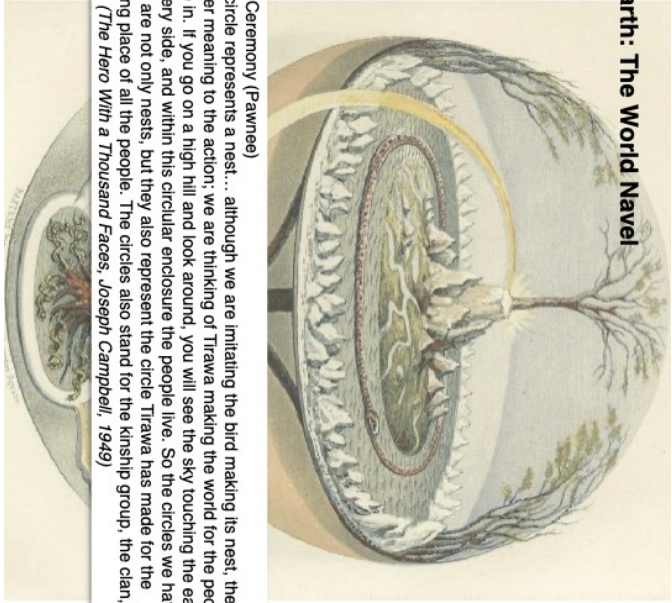 arth: The World Navel
Ceremony (Pawnee)
circle represents a nest... although we are imitating the bird making its nest, the
er meaning to the action; we are thinking of Tirawa making the world for the peo
in. If you go on a high hill and look around, you will see the sky touching the ea
ery side, and within this circular enclosure the people live. So the circles we ha
are not only nests, but they also represent the circle Tirawa has made for the
ng place of all the people. The circles also stand for the kinship group, the clan,
(The Hero With a Thousand Faces, Joseph Campbell, 1949)